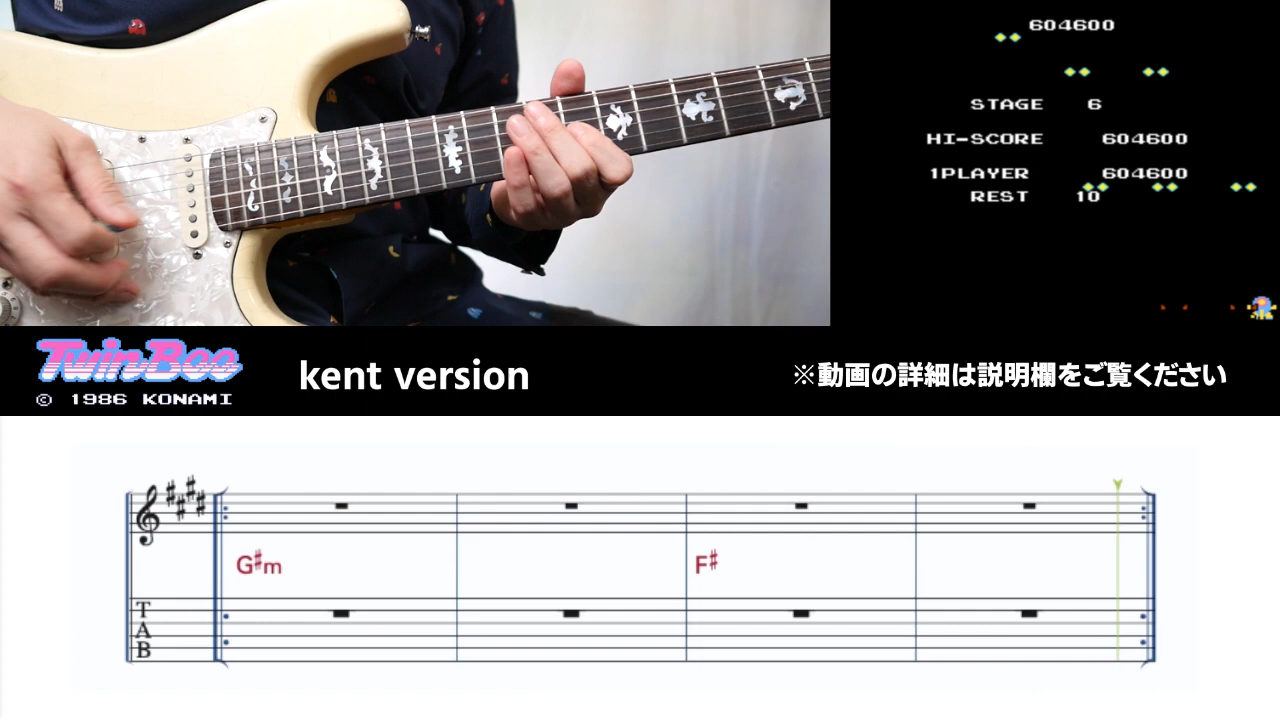 604600
STAGE 6
HI-SCORE 604600
1PLAYER 604600
REST 10
TwinBee
© 1986 KONAMI
kent version
※動画の詳細は説明欄をご覧ください
G♯m
F♯
T
A
B